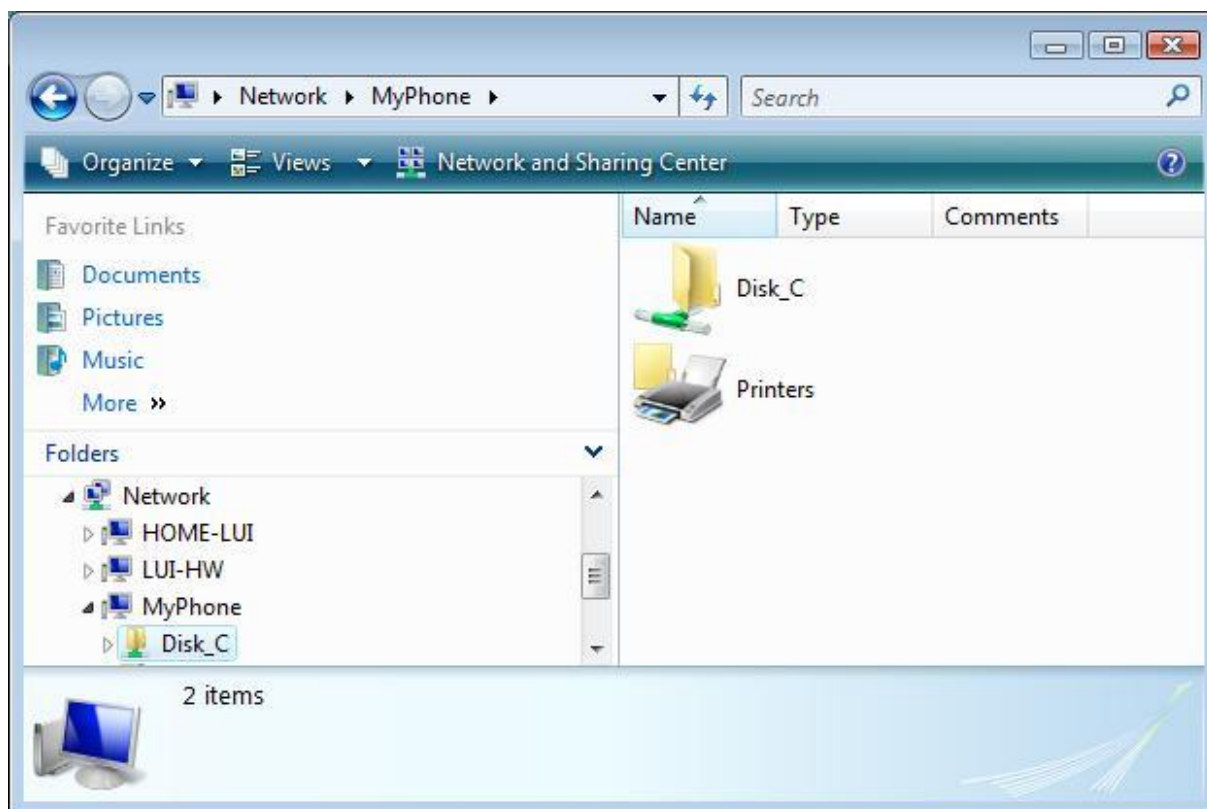 Network MyPhone
Search
Organize Views Network and Sharing Center
Favorite Links
Documents
Pictures
Music
More
Folders
Network
HOME-LUI
LUI-HW
MyPhone
Disk_C
Name Type Comments
Disk_C
Printers
2 items